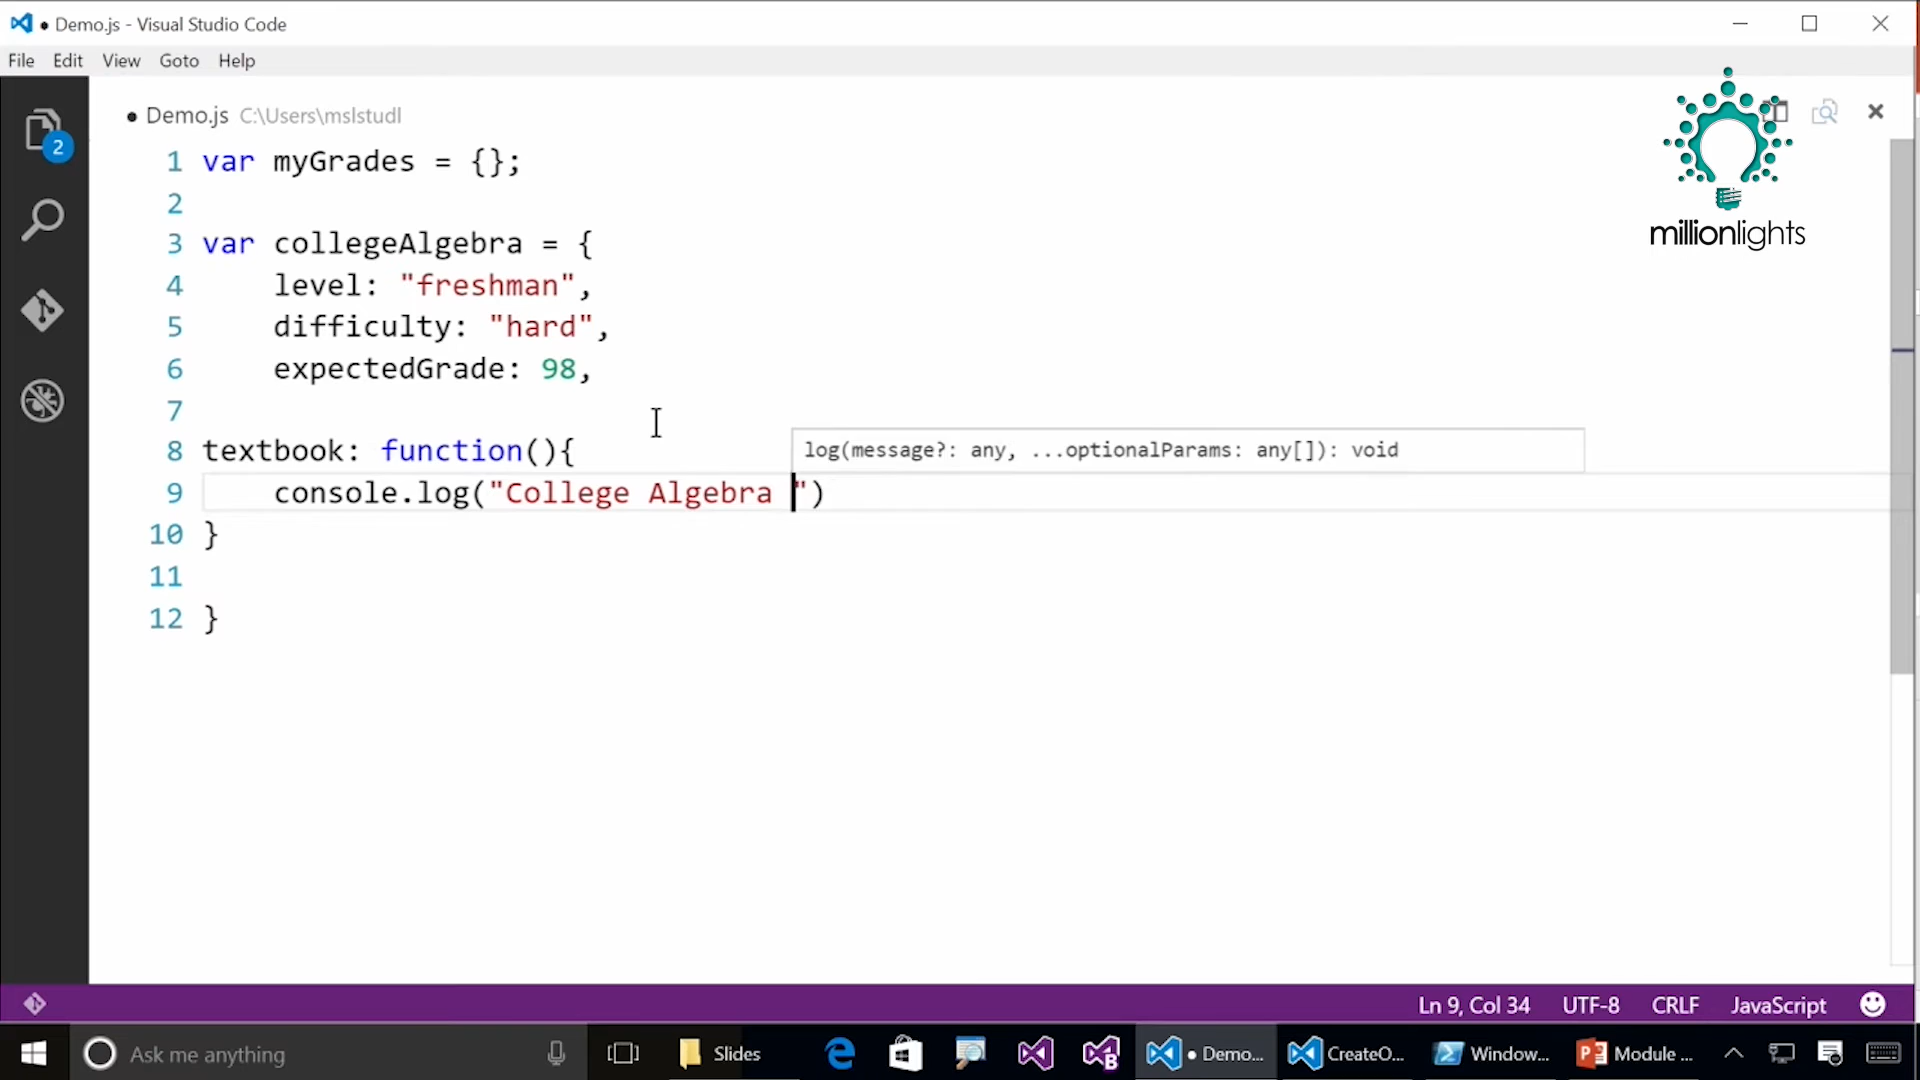 ● Demo.js - Visual Studio Code
File Edit View Goto Help
● Demo.js C:\Users\mslstudl
millionlights
2
1 var myGrades = {};
2
3 var collegeAlgebra = {
4 level: "freshman",
5 difficulty: "hard",
6 expectedGrade: 98,
7
8 textbook: function(){
log(message?: any, ...optionalParams: any[]): void
9 console.log("College Algebra ")
10 }
11
12 }
Ln 9, Col 34 UTF-8 CRLF JavaScript
Ask me anything Slides ● Demo... CreateO... Window... Module ...